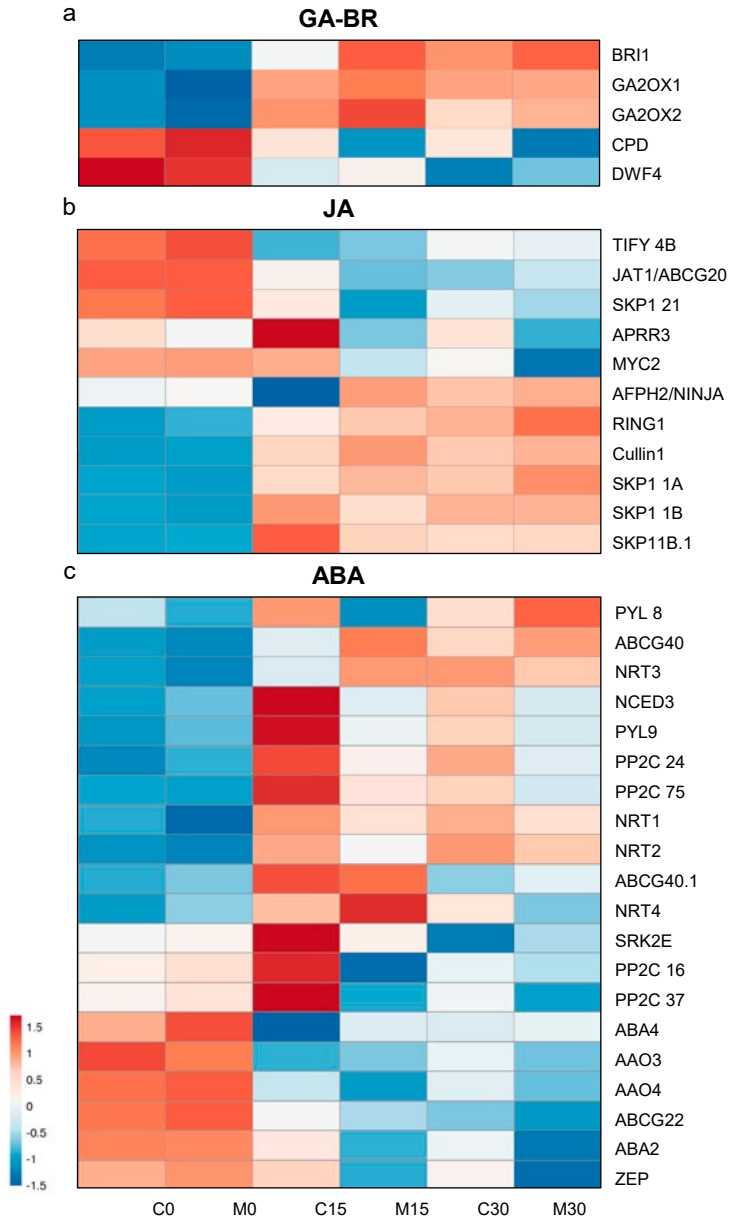 a
GA-BR
BRI1
GA2OX1
GA2OX2
CPD
DWF4
b
JA
TIFY 4B
JAT1/ABCG20
SKP1 21
APRR3
MYC2
AFPH2/NINJA
RING1
Cullin1
SKP1 1A
SKP1 1B
SKP11B.1
c
ABA
PYL 8
ABCG40
NRT3
NCED3
PYL9
PP2C 24
PP2C 75
NRT1
NRT2
ABCG40.1
NRT4
SRK2E
PP2C 16
PP2C 37
ABA4
AAO3
AAO4
ABCG22
ABA2
ZEP
1.5
1
0.5
0
-0.5
-1
-1.5
C0 M0 C15 M15 C30 M30